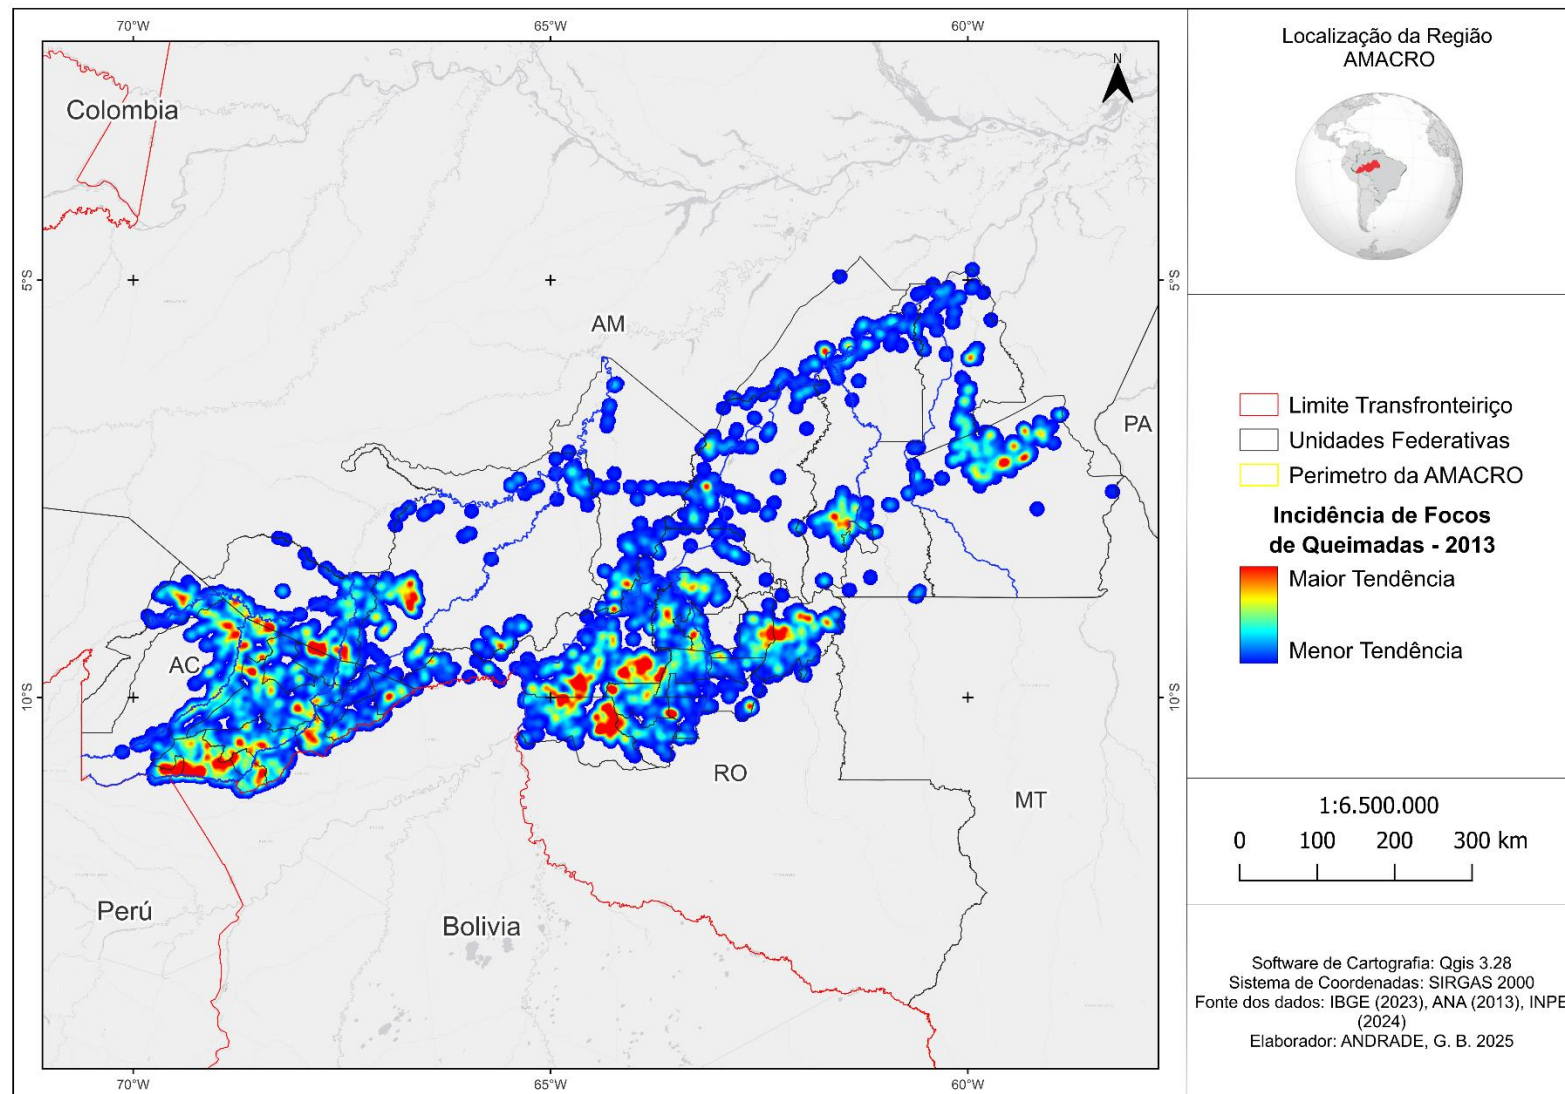 70°W
65°W
60°W
Colombia
N
5°S
5°S
AM
PA
AC
10°S
10°S
RO
MT
Perú
Bolivia
70°W
65°W
60°W
Localização da Região
AMACRO
Limite Transfronteiriço
Unidades Federativas
Perimetro da AMACRO
Incidência de Focos
de Queimadas - 2013
Maior Tendência
Menor Tendência
1:6.500.000
0 100 200 300 km
Software de Cartografia: Qgis 3.28
Sistema de Coordenadas: SIRGAS 2000
Fonte dos dados: IBGE (2023), ANA (2013), INPE
(2024)
Elaborador: ANDRADE, G. B. 2025